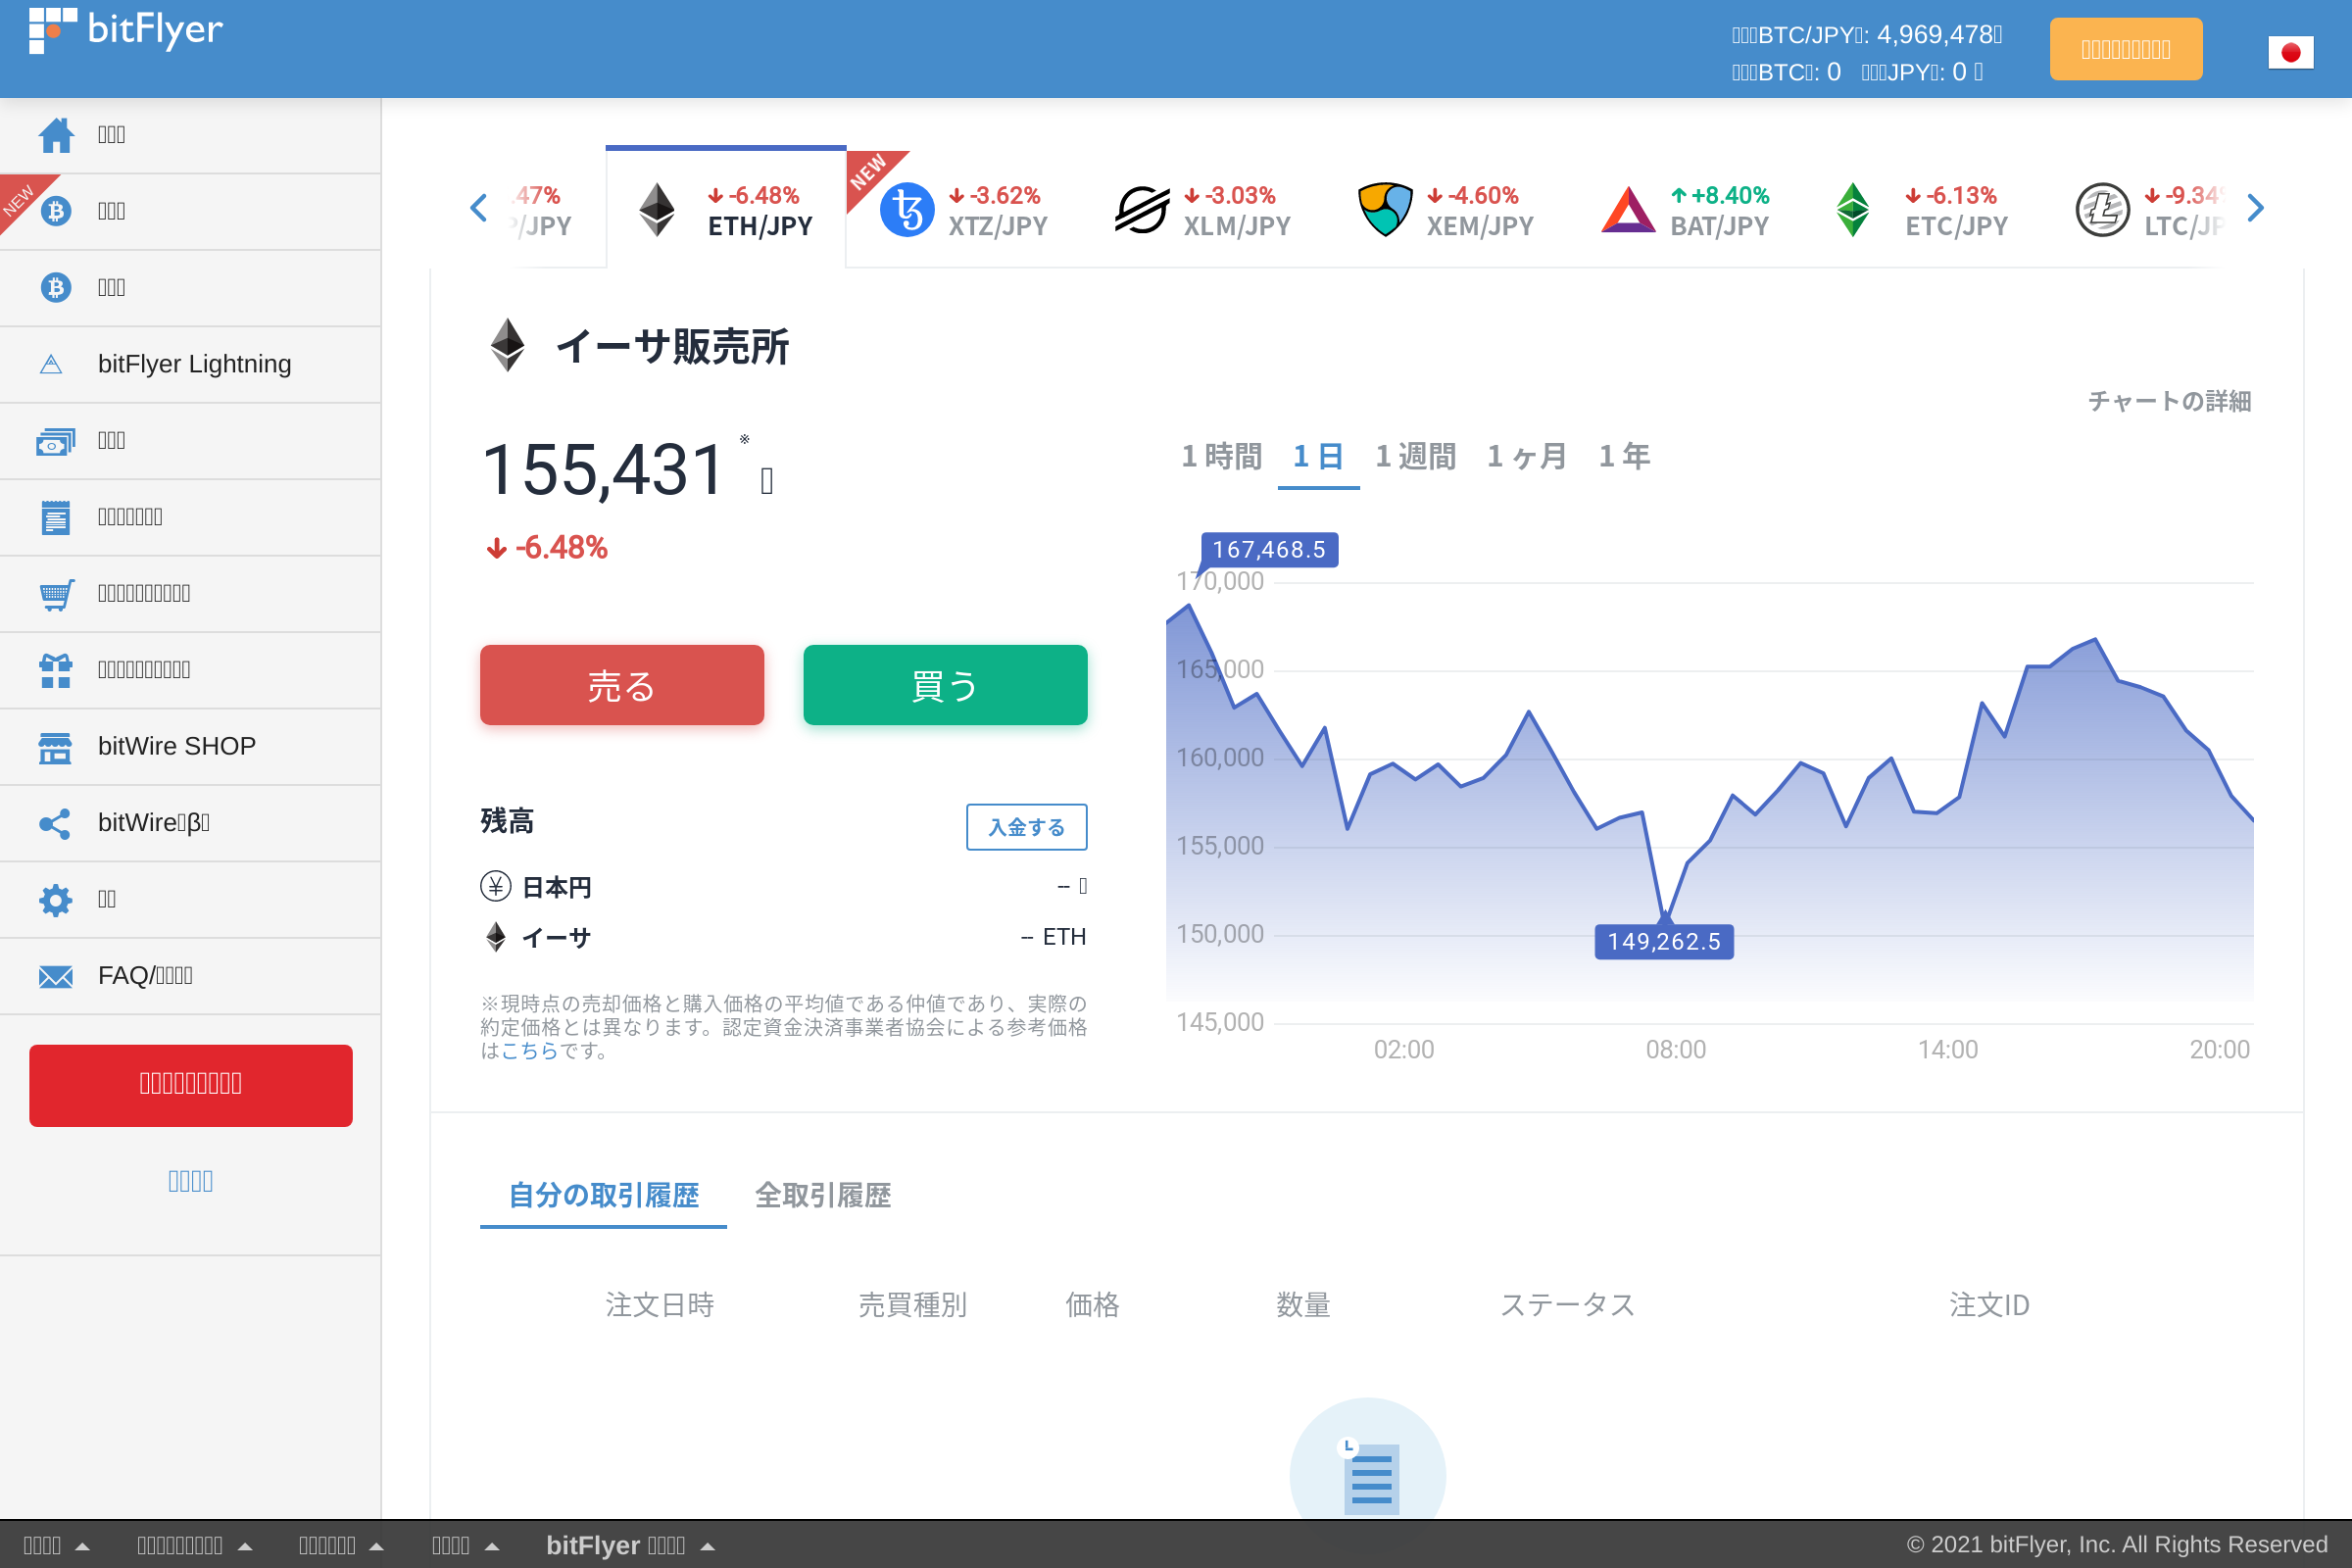 bitFlyer
BTC/JPY : 4,969,478
BTC : 0 JPY : 0
NEW
bitFlyer Lightning
bitWire SHOP
bitWire β
FAQ/
.47%
/JPY
-6.48%
ETH/JPY
NEW
-3.62%
XTZ/JPY
-3.03%
XLM/JPY
-4.60%
XEM/JPY
+8.40%
BAT/JPY
-6.13%
ETC/JPY
-9.34
LTC/JP
イーサ販売所
チャートの詳細
155,431 ※
-6.48%
1 時間 1 日 1 週間 1 ヶ月 1 年
売る
買う
残高
入金する
日本円 --
イーサ -- ETH
※現時点の売却価格と購入価格の平均値である仲値であり、実際の
約定価格とは異なります。認定資金決済事業者協会による参考価格
はこちらです。
167,468.5
170,000
165,000
160,000
155,000
150,000
149,262.5
145,000
02:00 08:00 14:00 20:00
自分の取引履歴 全取引履歴
注文日時 売買種別 価格 数量 ステータス 注文ID
bitFlyer
© 2021 bitFlyer, Inc. All Rights Reserved